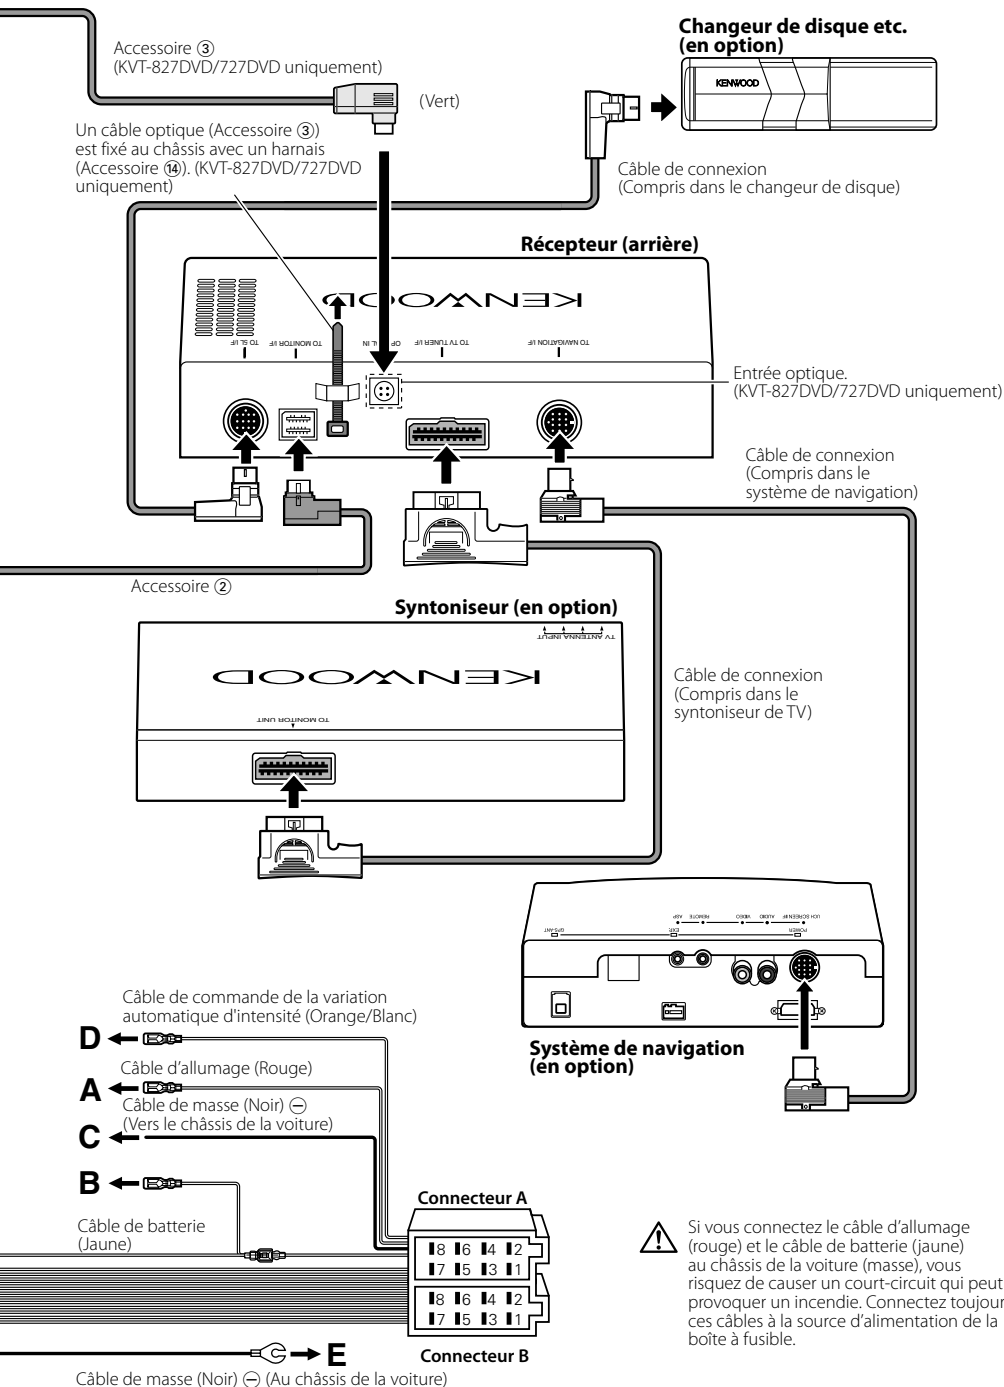 Changeur de disque etc.
(en option)
Accessoire ③
(KVT-827DVD/727DVD uniquement)
(Vert)
KENWOOD
Un câble optique (Accessoire ③)
est fixé au châssis avec un harnais
(Accessoire ⑭). (KVT-827DVD/727DVD
uniquement)
Câble de connexion
(Compris dans le changeur de disque)
Récepteur (arrière)
KENWOOD
TO 5L I/F
TO MONITOR I/F
AL IN
TO TV TUNER I/F
TO NAVIGATION I/F
Entrée optique.
(KVT-827DVD/727DVD uniquement)
Câble de connexion
(Compris dans le
système de navigation)
Accessoire ②
Syntoniseur (en option)
TV ANTENNA INPUT
KENWOOD
TO MONITOR UNIT
Câble de connexion
(Compris dans le
syntoniseur de TV)
ASP
REMOTE
VIDEO
AUDIO
UCH SCREEN I/F
GPS-ANT
POWER
Système de navigation
(en option)
Câble de commande de la variation
automatique d'intensité (Orange/Blanc)
D
Câble d'allumage (Rouge)
A
Câble de masse (Noir) ⊖
(Vers le châssis de la voiture)
C
B
Câble de batterie
(Jaune)
Connecteur A
8 6 4 2
7 5 3 1
8 6 4 2
7 5 3 1
Connecteur B
E
Câble de masse (Noir) ⊖ (Au châssis de la voiture)
Si vous connectez le câble d'allumage
(rouge) et le câble de batterie (jaune)
au châssis de la voiture (masse), vous
risquez de causer un court-circuit qui peut
provoquer un incendie. Connectez toujour
ces câbles à la source d'alimentation de la
boîte à fusible.